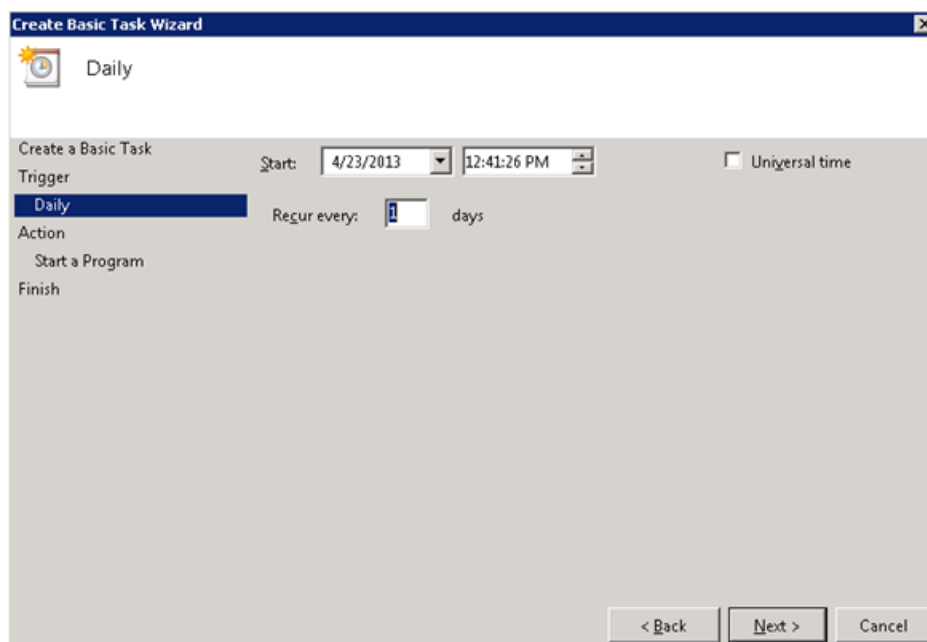 Create Basic Task Wizard
Daily
Create a Basic Task
Trigger
Daily
Action
Start a Program
Finish
Start: 4/23/2013 12:41:26 PM Universal time
Recur every: 1 days
< Back Next > Cancel